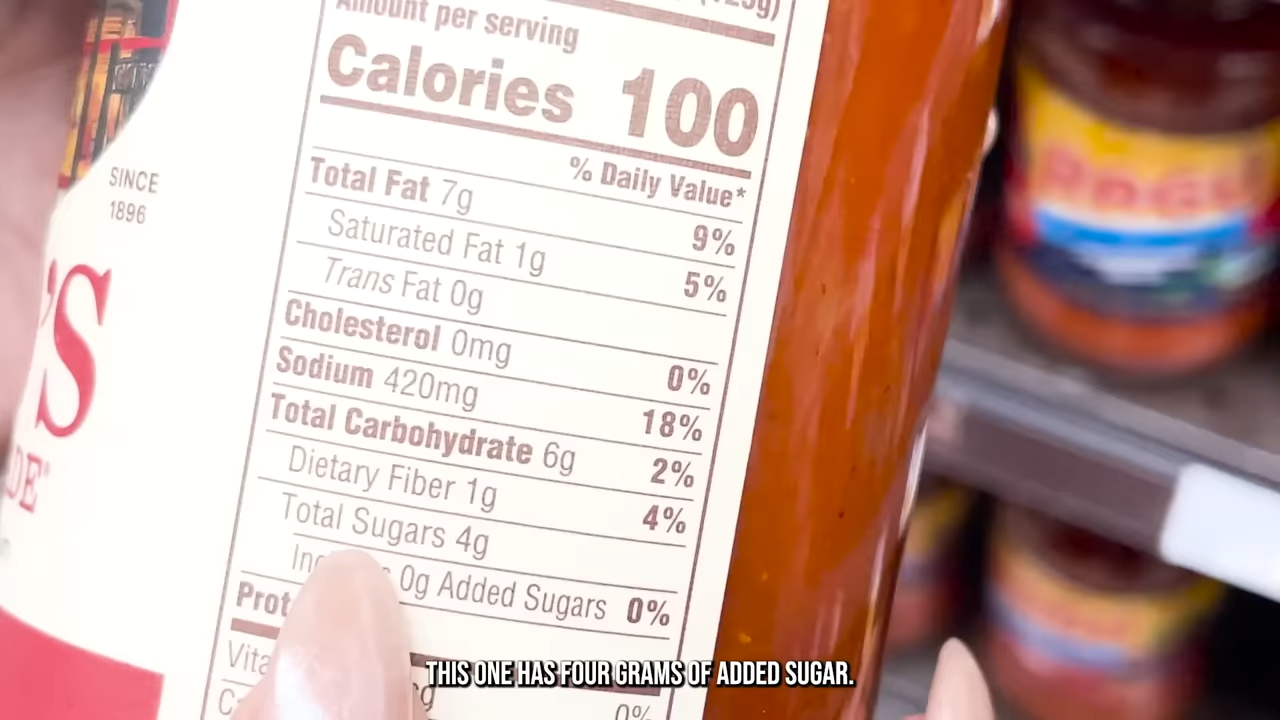 Amount per serving
Calories 100
% Daily Value*
Total Fat 7g 9%
Saturated Fat 1g 5%
Trans Fat 0g
Cholesterol 0mg 0%
Sodium 420mg 18%
Total Carbohydrate 6g 2%
Dietary Fiber 1g 4%
Total Sugars 4g
0g Added Sugars 0%
0%
SINCE
1896
'S
THIS ONE HAS FOUR GRAMS OF ADDED SUGAR.